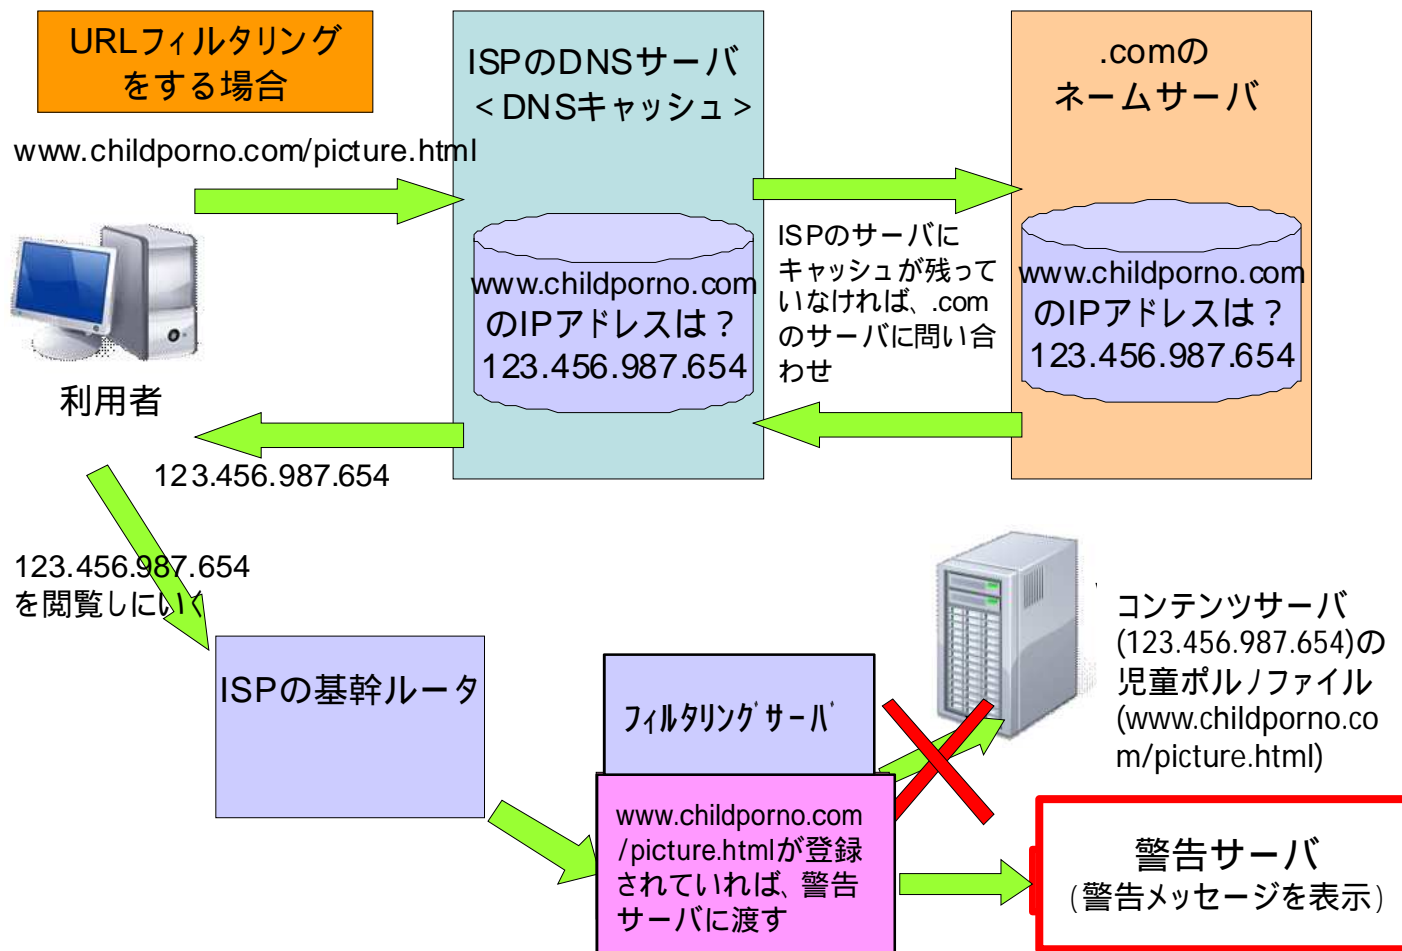 URLフィルタリング
をする場合
ISPのDNSサーバ
<DNSキャッシュ>
.comの
ネームサーバ
www.childporno.com/picture.html
www.childporno.com
のIPアドレスは？
123.456.987.654
ISPのサーバに
キャッシュが残って
いなければ、.com
のサーバに問い合
わせ
www.childporno.com
のIPアドレスは？
123.456.987.654
利用者
123.456.987.654
123.456.987.654
を閲覧しにいく
ISPの基幹ルータ
フィルタリングサーバ
www.childporno.com
/picture.htmlが登録
されていれば、警告
サーバに渡す
コンテンツサーバ
(123.456.987.654)の
児童ポルノファイル
(www.childporno.co
m/picture.html)
警告サーバ
(警告メッセージを表示)